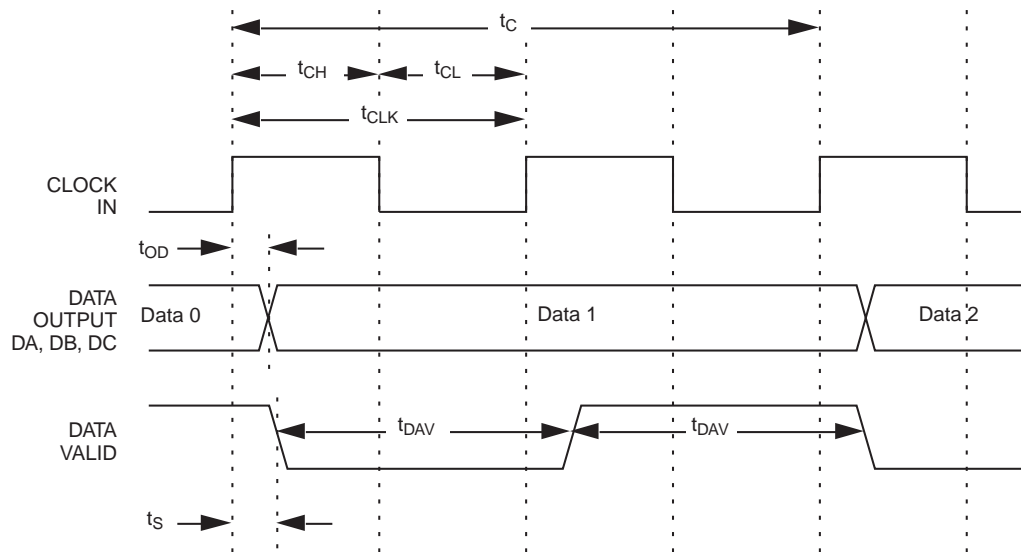 tC
tCH
tCL
tCLK
CLOCK
IN
tOD
DATA
OUTPUT
DA, DB, DC
Data 0
Data 1
Data 2
DATA
VALID
tDAV
tDAV
tS